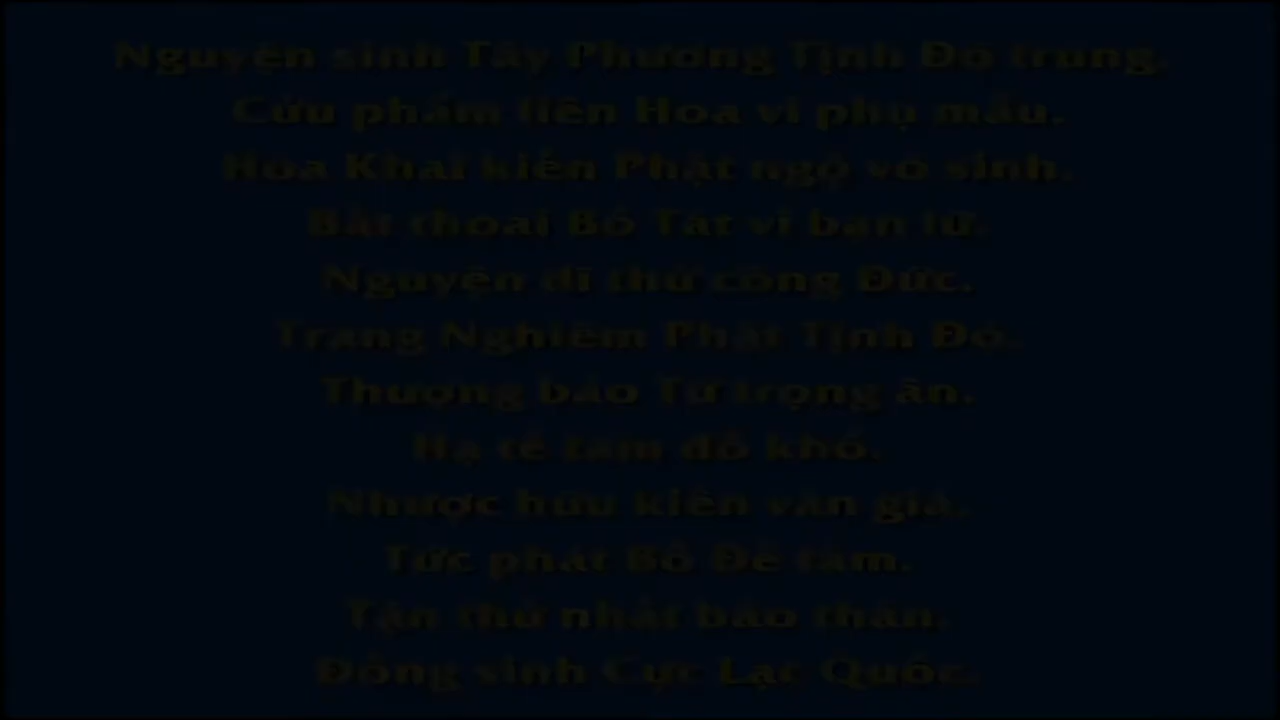 Nguyện sinh Tây Phương Tịnh Độ trung.
Cửu phẩm liên Hoa vi phụ mẫu.
Hoa Khai kiến Phật ngộ vô sinh.
Bất thoái Bồ Tát vi bạn lữ.
Nguyện dĩ thử công Đức.
Trang Nghiêm Phật Tịnh Độ.
Thượng báo Tứ trọng ân.
Hạ tế tam đồ khổ.
Nhược hữu kiến văn giả.
Tức phát Bồ Đề tâm.
Tận thử nhất báo thân.
Đồng sinh Cực Lạc Quốc.